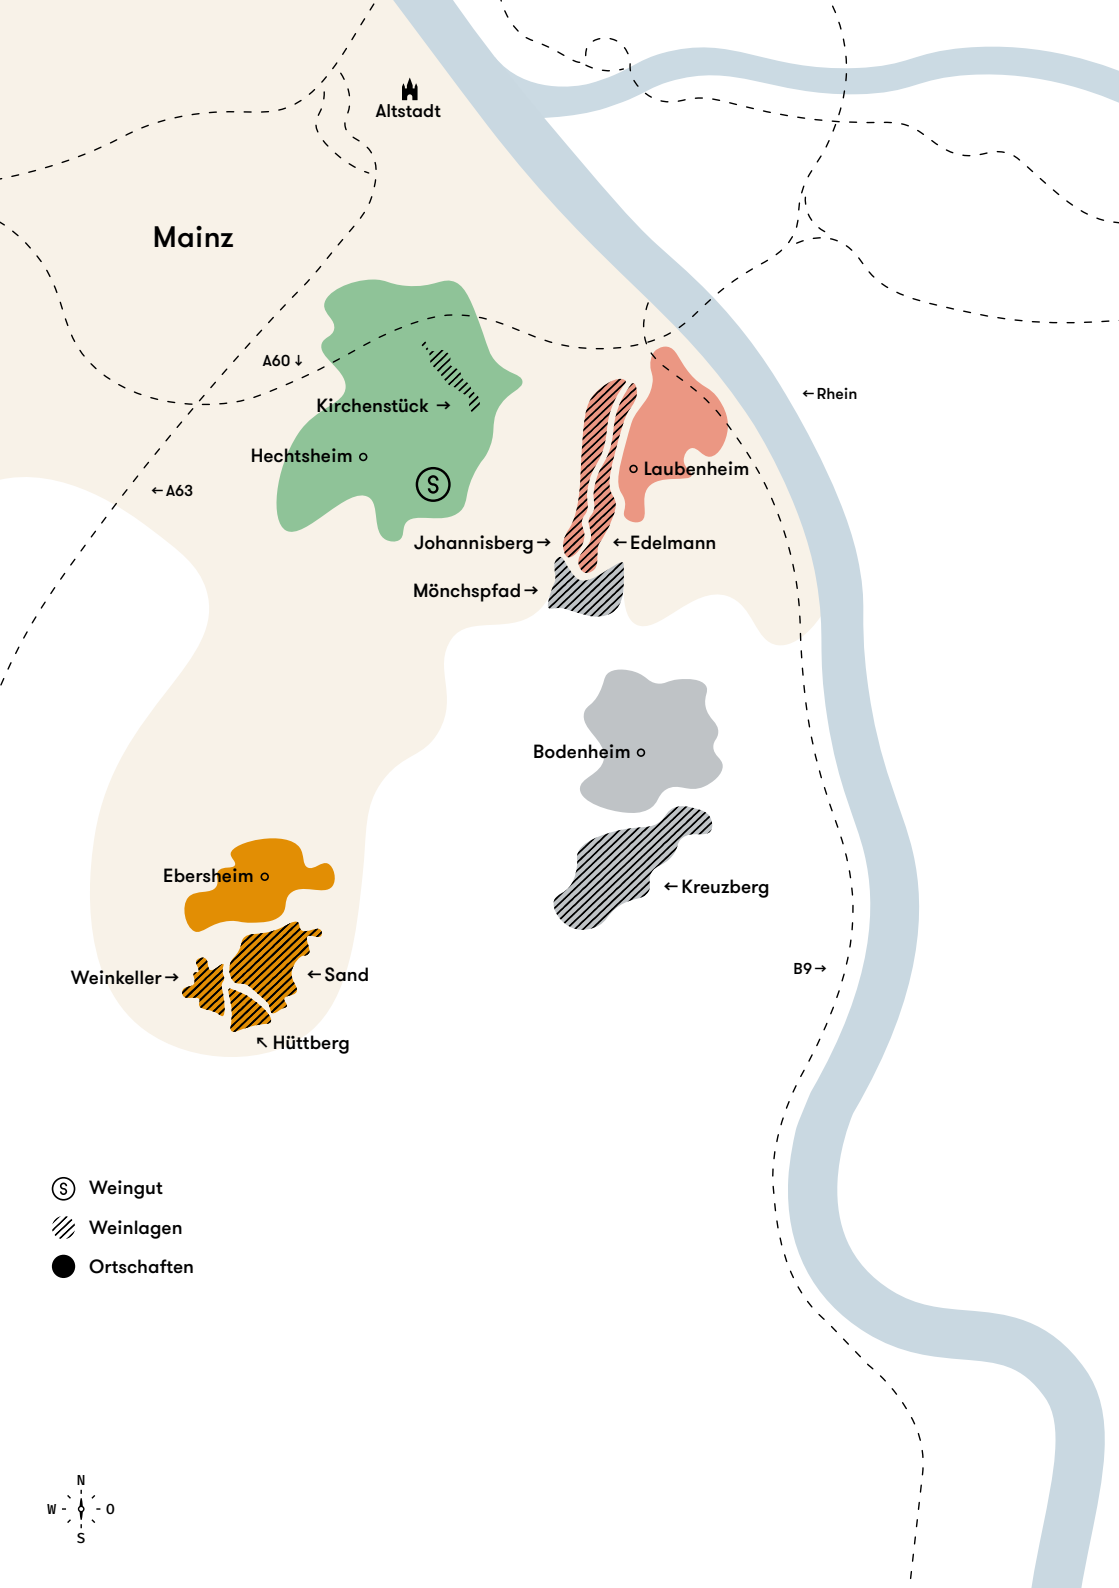 Altstadt
Mainz
A60 ↓
Kirchenstück →
← Rhein
Hechtsheim
S
Laubenheim
← A63
Johannisberg →
← Edelmann
Mönchspfad →
Bodenheim
Ebersheim
← Kreuzberg
B9 →
Weinkeller →
← Sand
↖ Hüttberg
S Weingut
Weinlagen
Ortschaften
N
W O
S